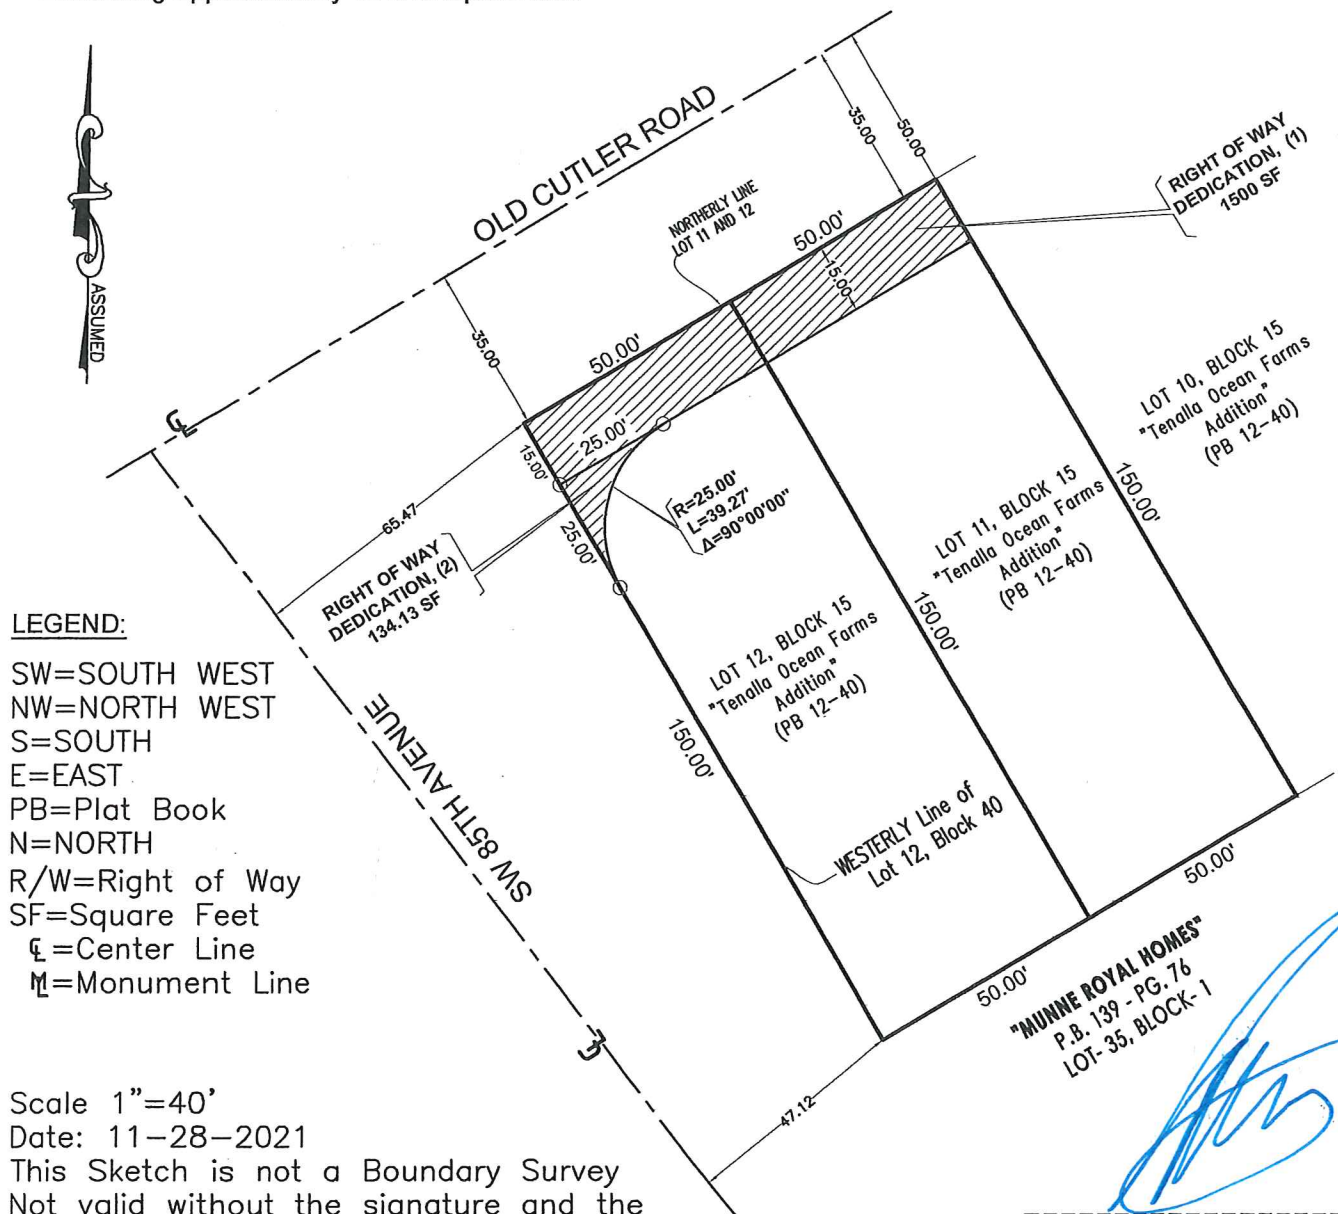 ASSUMED
OLD CUTLER ROAD
35.00
50.00
RIGHT OF WAY
DEDICATION, (1)
1500 SF
NORTHERLY LINE
LOT 11 AND 12
50.00'
15.00
35.00
50.00'
25.00'
15.00'
25.00'
R=25.00'
L=39.27'
Δ=90°00'00"
65.47
RIGHT OF WAY
DEDICATION, (2)
134.13 SF
LOT 10, BLOCK 15
"Tenalla Ocean Farms
Addition"
(PB 12-40)
150.00'
LOT 11, BLOCK 15
"Tenalla Ocean Farms
Addition"
(PB 12-40)
150.00'
LOT 12, BLOCK 15
"Tenalla Ocean Farms
Addition"
(PB 12-40)
150.00'
WESTERLY Line of
Lot 12, Block 40
SW 85TH AVENUE
50.00'
50.00'
47.12
"MUNNE ROYAL HOMES"
P.B. 139 - PG. 76
LOT- 35, BLOCK- 1
LEGEND:
SW=SOUTH WEST
NW=NORTH WEST
S=SOUTH
E=EAST
PB=Plat Book
N=NORTH
R/W=Right of Way
SF=Square Feet
℄=Center Line
=Monument Line
Scale 1"=40'
Date: 11-28-2021
This Sketch is not a Boundary Survey
Not valid without the signature and the